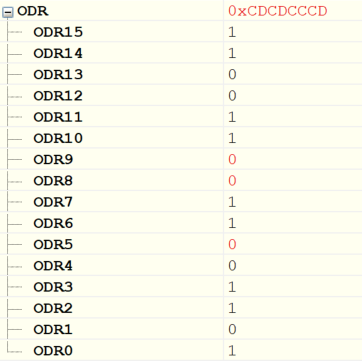 ODR 0xCDCDCCCD
ODR15 1
ODR14 1
ODR13 0
ODR12 0
ODR11 1
ODR10 1
ODR9 0
ODR8 0
ODR7 1
ODR6 1
ODR5 0
ODR4 0
ODR3 1
ODR2 1
ODR1 0
ODR0 1